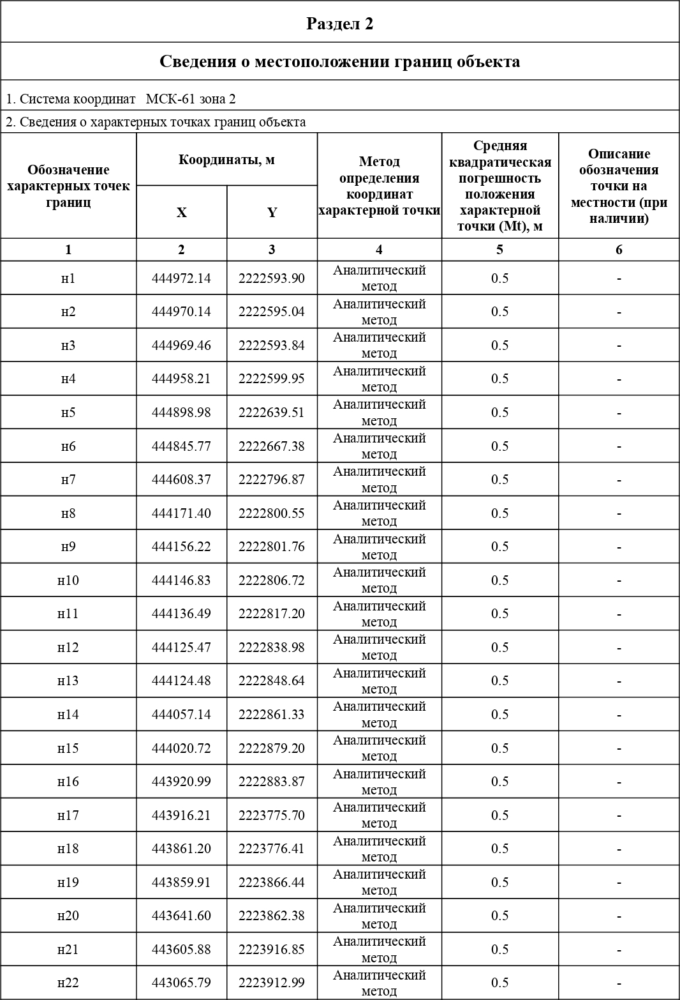 Раздел 2
Сведения о местоположении границ объекта
1. Система координат МСК-61 зона 2
2. Сведения о характерных точках границ объекта
Обозначение
характерных точек
границ
Координаты, м
X
Y
Метод
определения
координат
характерной точки
Средняя
квадратическая
погрешность
положения
характерной
точки (Mt), м
Описание
обозначения
точки на
местности (при
наличии)
1 2 3 4 5 6
н1 444972.14 2222593.90 Аналитический метод 0.5 -
н2 444970.14 2222595.04 Аналитический метод 0.5 -
н3 444969.46 2222593.84 Аналитический метод 0.5 -
н4 444958.21 2222599.95 Аналитический метод 0.5 -
н5 444898.98 2222639.51 Аналитический метод 0.5 -
н6 444845.77 2222667.38 Аналитический метод 0.5 -
н7 444608.37 2222796.87 Аналитический метод 0.5 -
н8 444171.40 2222800.55 Аналитический метод 0.5 -
н9 444156.22 2222801.76 Аналитический метод 0.5 -
н10 444146.83 2222806.72 Аналитический метод 0.5 -
н11 444136.49 2222817.20 Аналитический метод 0.5 -
н12 444125.47 2222838.98 Аналитический метод 0.5 -
н13 444124.48 2222848.64 Аналитический метод 0.5 -
н14 444057.14 2222861.33 Аналитический метод 0.5 -
н15 444020.72 2222879.20 Аналитический метод 0.5 -
н16 443920.99 2222883.87 Аналитический метод 0.5 -
н17 443916.21 2223775.70 Аналитический метод 0.5 -
н18 443861.20 2223776.41 Аналитический метод 0.5 -
н19 443859.91 2223866.44 Аналитический метод 0.5 -
н20 443641.60 2223862.38 Аналитический метод 0.5 -
н21 443605.88 2223916.85 Аналитический метод 0.5 -
н22 443065.79 2223912.99 Аналитический метод 0.5 -